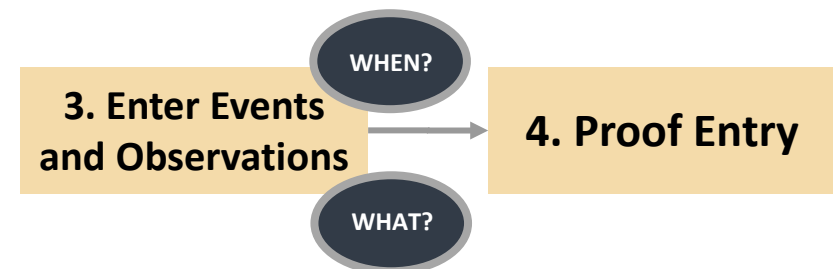 WHEN?
3. Enter Events
and Observations
4. Proof Entry
WHAT?